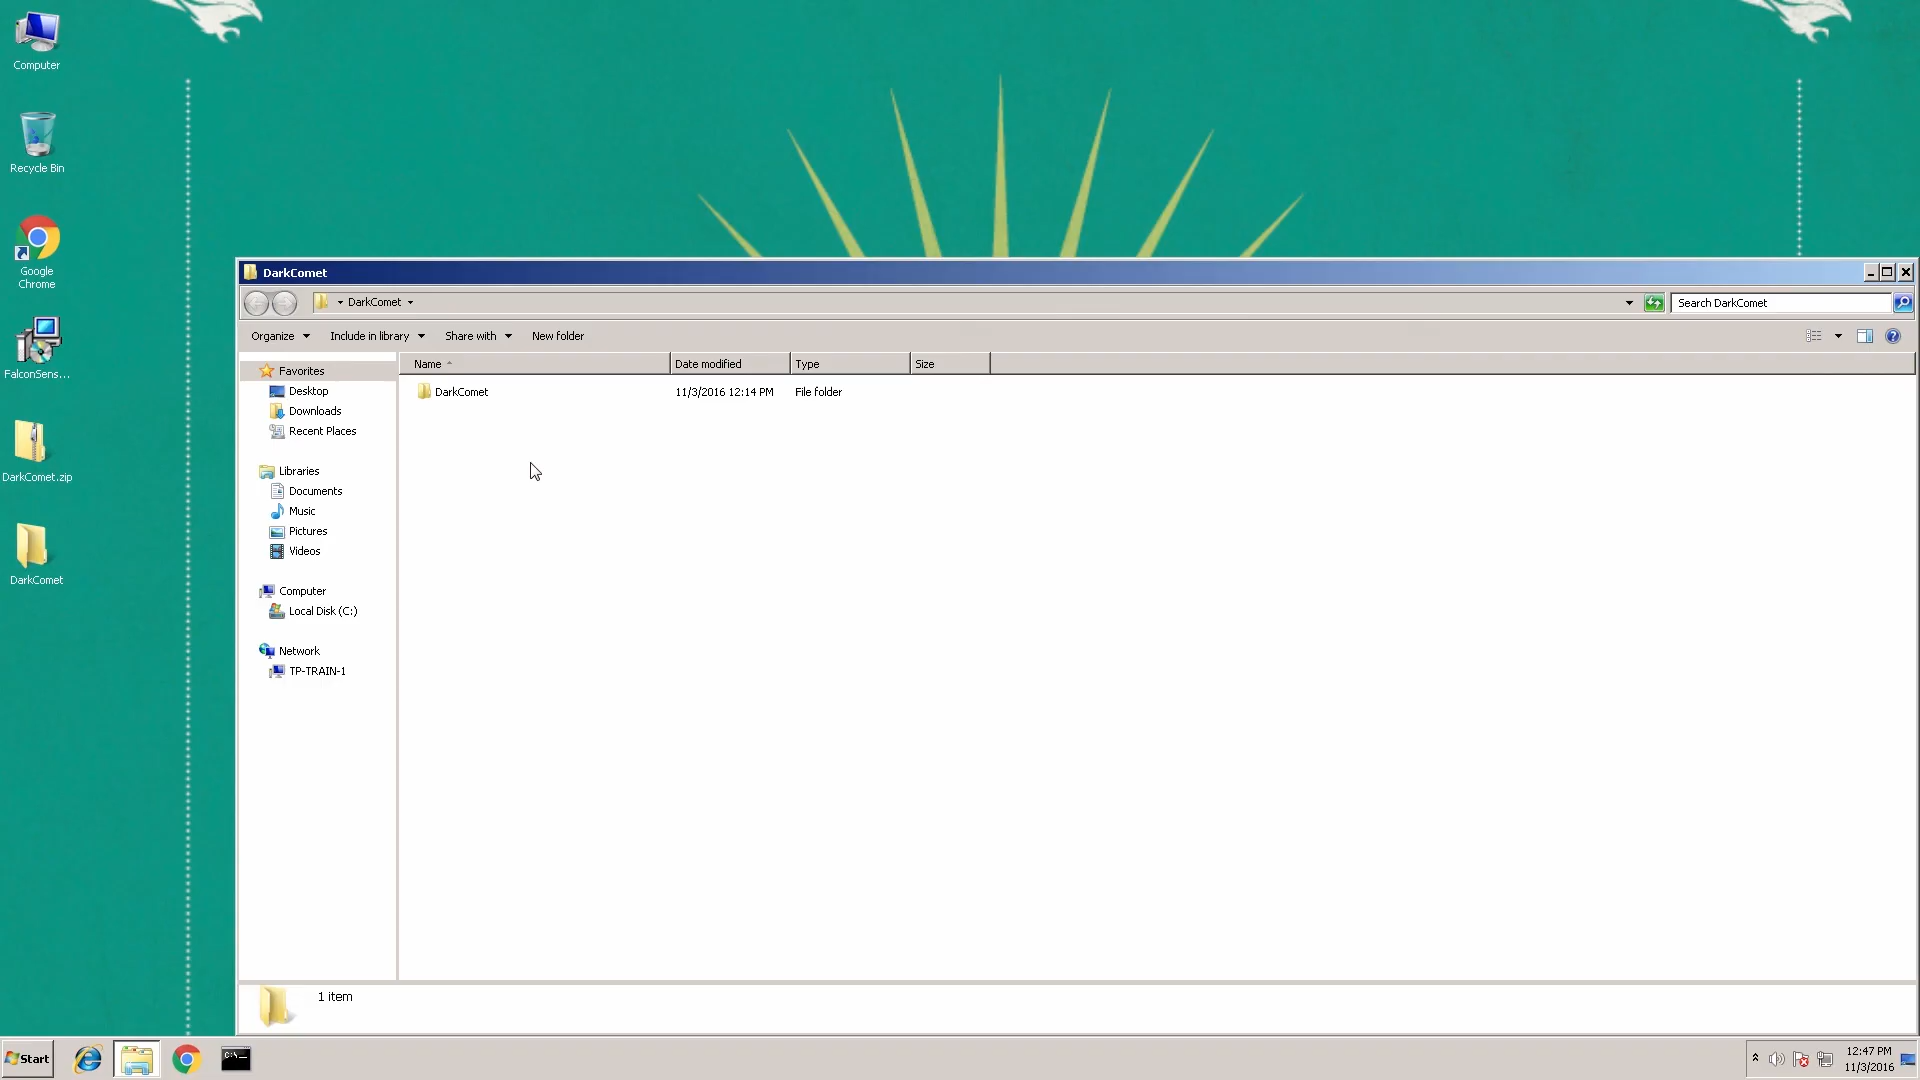 Computer
Recycle Bin
Google
Chrome
FalconSens...
DarkComet.zip
DarkComet
DarkComet
DarkComet
Search DarkComet
Organize
Include in library
Share with
New folder
Favorites
Desktop
Downloads
Recent Places
Libraries
Documents
Music
Pictures
Videos
Computer
Local Disk (C:)
Network
TP-TRAIN-1
Name
Date modified
Type
Size
DarkComet
11/3/2016 12:14 PM
File folder
1 item
Start
C:\_
12:47 PM
11/3/2016